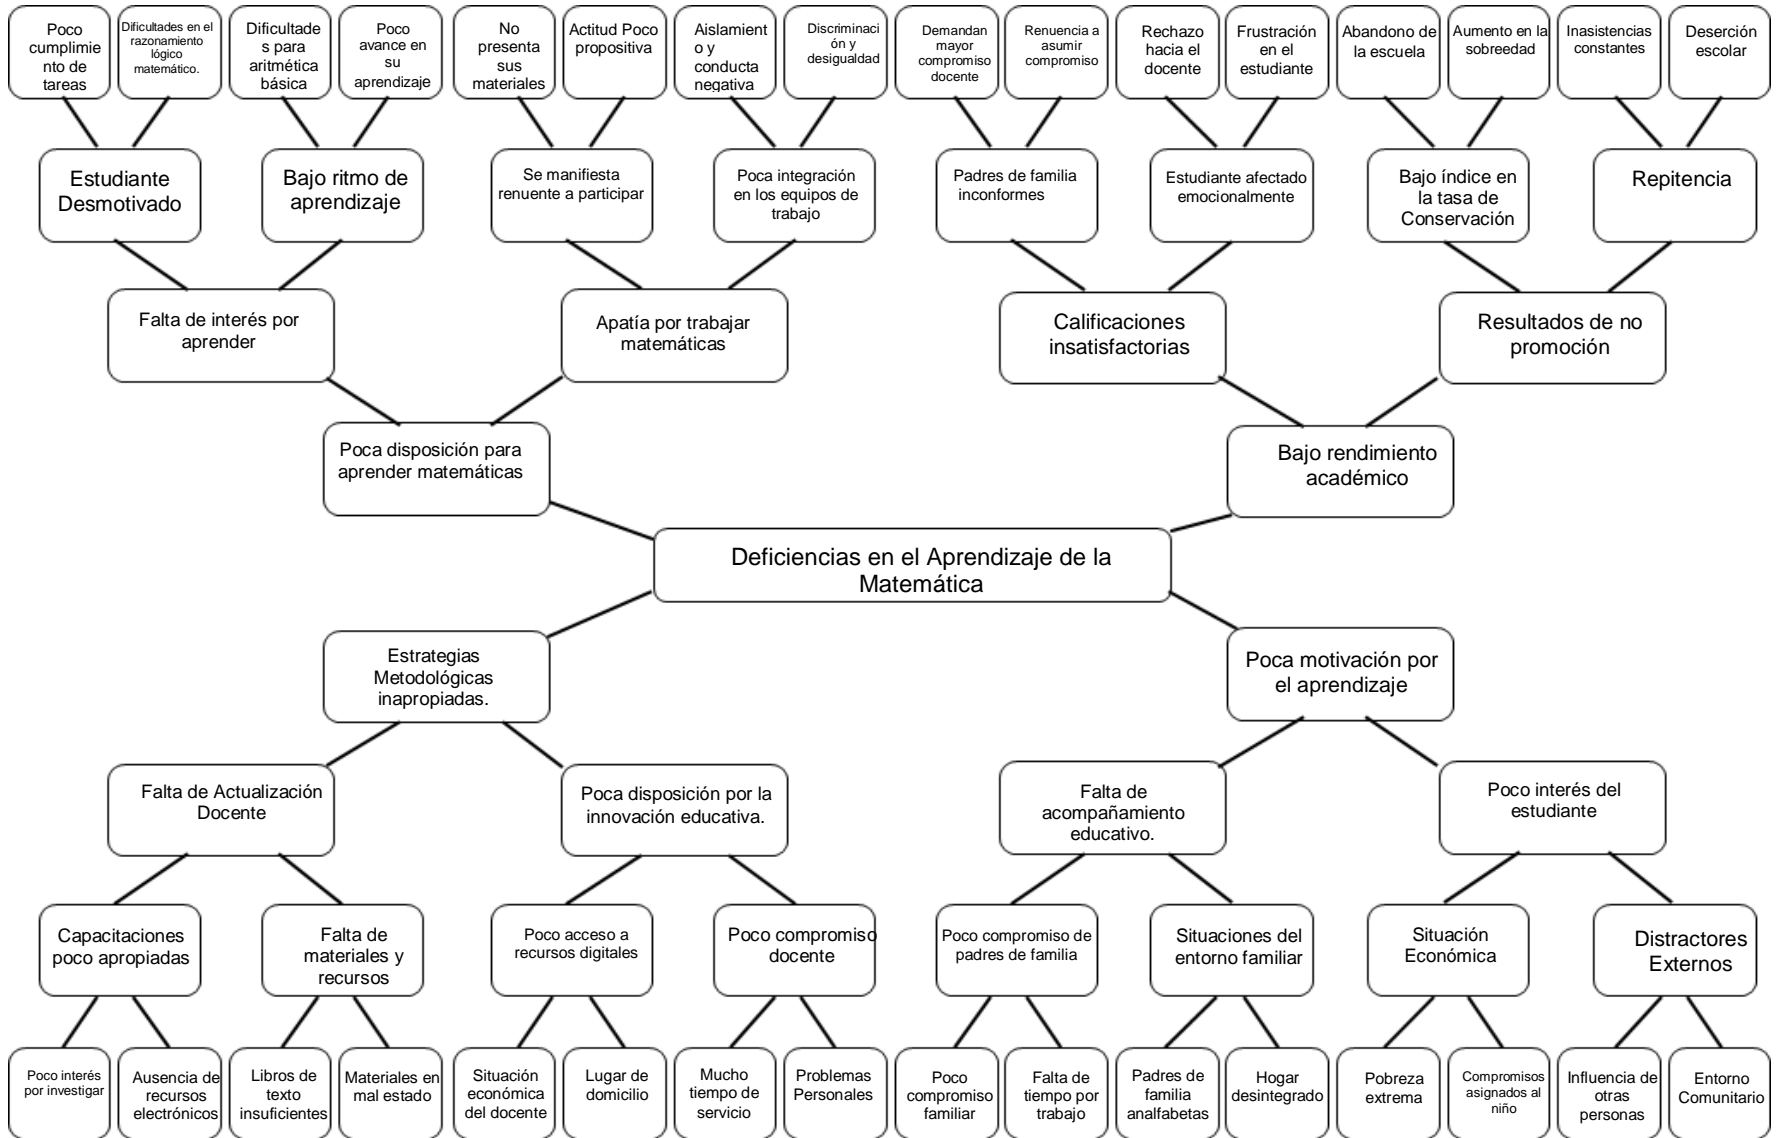 Poco
cumplimie
nto de
tareas
Dificultades en el
razonamiento
lógico
matemático.
Dificultade
s para
aritmética
básica
Poco
avance en
su
aprendizaje
No
presenta
sus
materiales
Actitud Poco
propositiva
Aislamient
o y
conducta
negativa
Discriminaci
ón y
desigualdad
Demandan
mayor
compromiso
docente
Renuencia a
asumir
compromiso
Rechazo
hacia el
docente
Frustración
en el
estudiante
Abandono de
la escuela
Aumento en la
sobreedad
Inasistencias
constantes
Deserción
escolar
Estudiante
Desmotivado
Bajo ritmo de
aprendizaje
Se manifiesta
renuente a participar
Poca integración
en los equipos de
trabajo
Padres de familia
inconformes
Estudiante afectado
emocionalmente
Bajo índice en
la tasa de
Conservación
Repitencia
Falta de interés por
aprender
Apatía por trabajar
matemáticas
Calificaciones
insatisfactorias
Resultados de no
promoción
Poca disposición para
aprender matemáticas
Bajo rendimiento
académico
Deficiencias en el Aprendizaje de la
Matemática
Estrategias
Metodológicas
inapropiadas.
Poca motivación por
el aprendizaje
Falta de Actualización
Docente
Poca disposición por la
innovación educativa.
Falta de
acompañamiento
educativo.
Poco interés del
estudiante
Capacitaciones
poco apropiadas
Falta de
materiales y
recursos
Poco acceso a
recursos digitales
Poco compromiso
docente
Poco compromiso de
padres de familia
Situaciones del
entorno familiar
Situación
Económica
Distractores
Externos
Poco interés
por investigar
Ausencia de
recursos
electrónicos
Libros de
texto
insuficientes
Materiales en
mal estado
Situación
económica
del docente
Lugar de
domicilio
Mucho
tiempo de
servicio
Problemas
Personales
Poco
compromiso
familiar
Falta de
tiempo por
trabajo
Padres de
familia
analfabetas
Hogar
desintegrado
Pobreza
extrema
Compromisos
asignados al
niño
Influencia de
otras
personas
Entorno
Comunitario